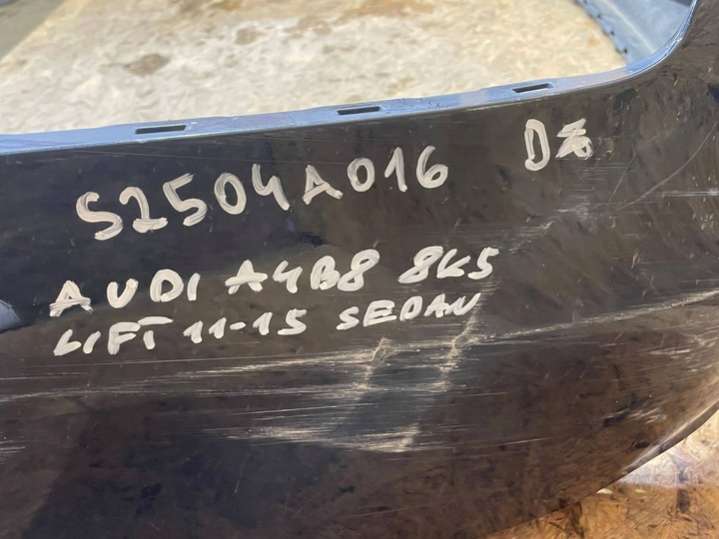 S2504A016
AUDI A4B8 8K5
LIFT 11-15 SEDAN